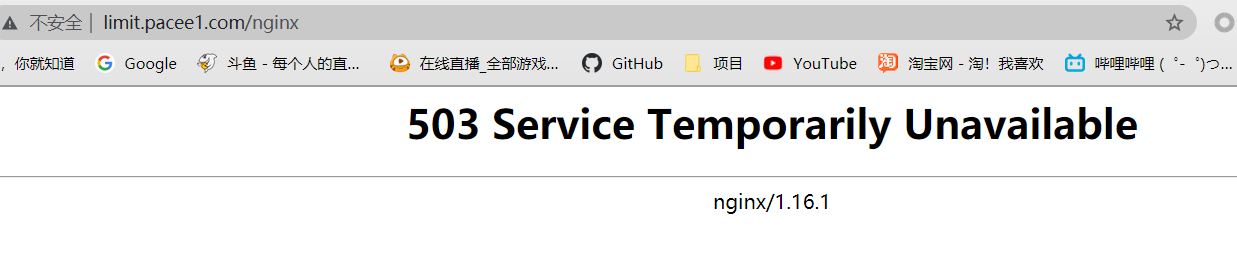 不安全 | limit.pacee1.com/nginx
，你就知道 Google 斗鱼 - 每个人的直... 在线直播_全部游戏... GitHub 项目 YouTube 淘 淘宝网 - 淘！我喜欢 哔哩哔哩 (゜-゜)つ...
503 Service Temporarily Unavailable
nginx/1.16.1